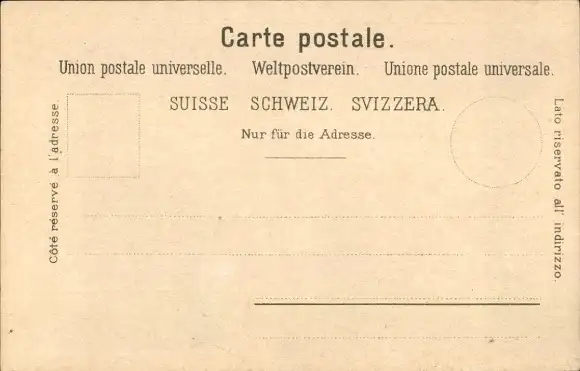 Carte postale.
Union postale universelle. Weltpostverein. Unione postale universale.
SUISSE SCHWEIZ. SVIZZERA.
Nur für die Adresse.
Côté réservé à l'adresse.
Lato riservato all' indirizzo.